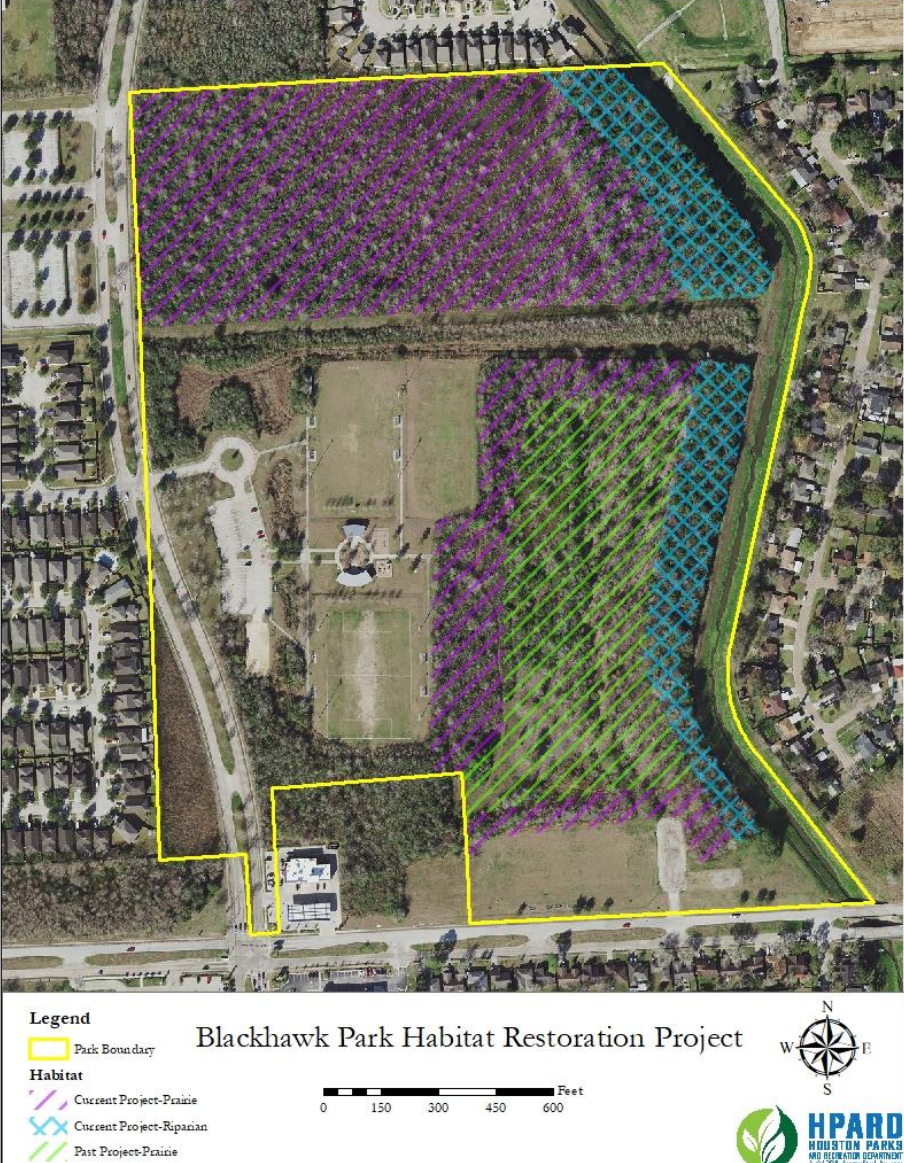 Legend
Park Boundary
Habitat
Current Project-Prairie
Current Project-Riparian
Past Project-Prairie
Blackhawk Park Habitat Restoration Project
0 150 300 450 600 Feet
N
W E
S
HPARD
HOUSTON PARKS
AND RECREATION DEPARTMENT